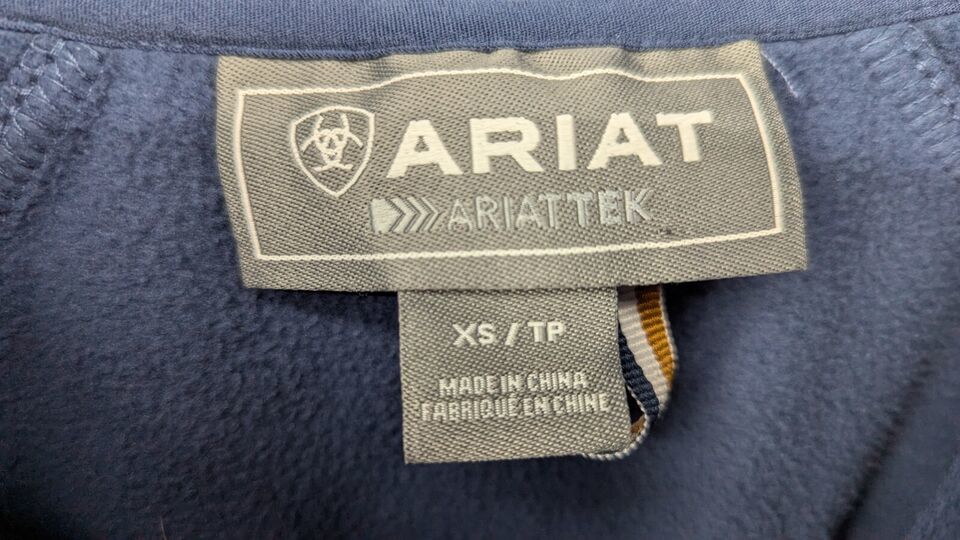 ARIAT
ARIATTEK
XS / TP
MADE IN CHINA
FABRIQUÉ EN CHINE